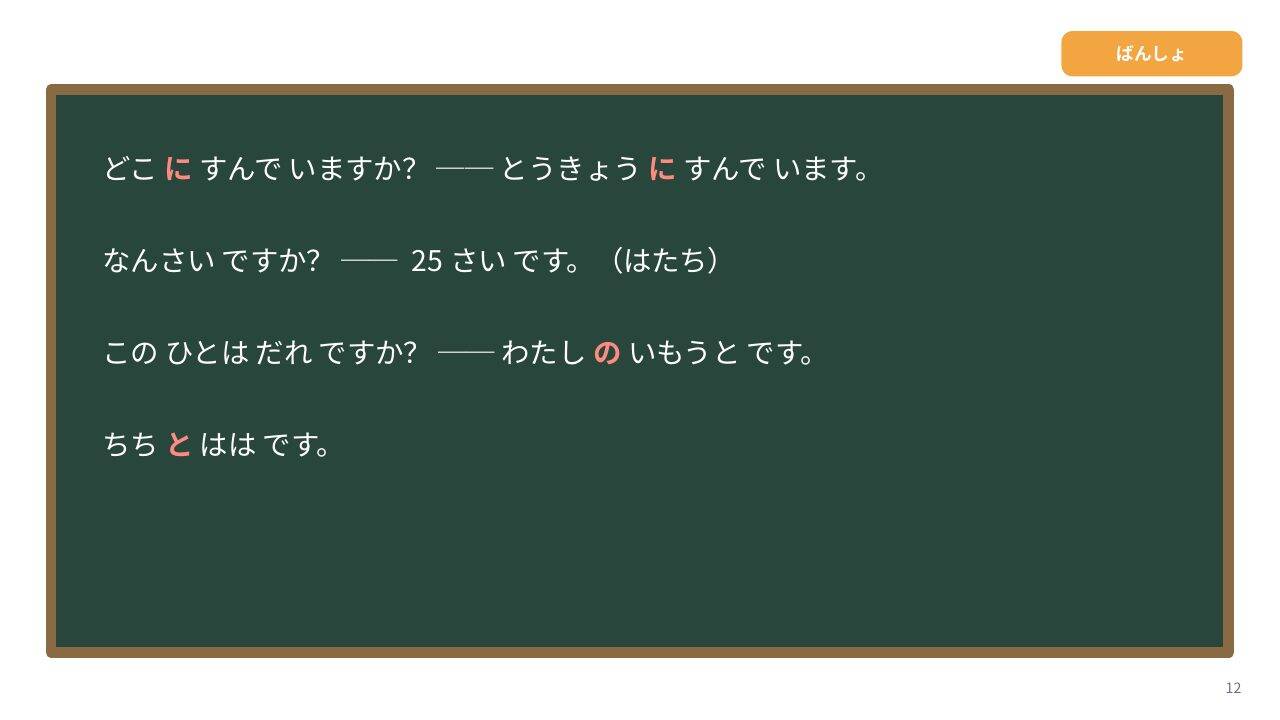 ばんしょ
どこ に すんで いますか？ ―― とうきょう に すんで います。
なんさい ですか？ ―― 25 さい です。（はたち）
この ひとは だれ ですか？ ―― わたし の いもうと です。
ちち と はは です。
12